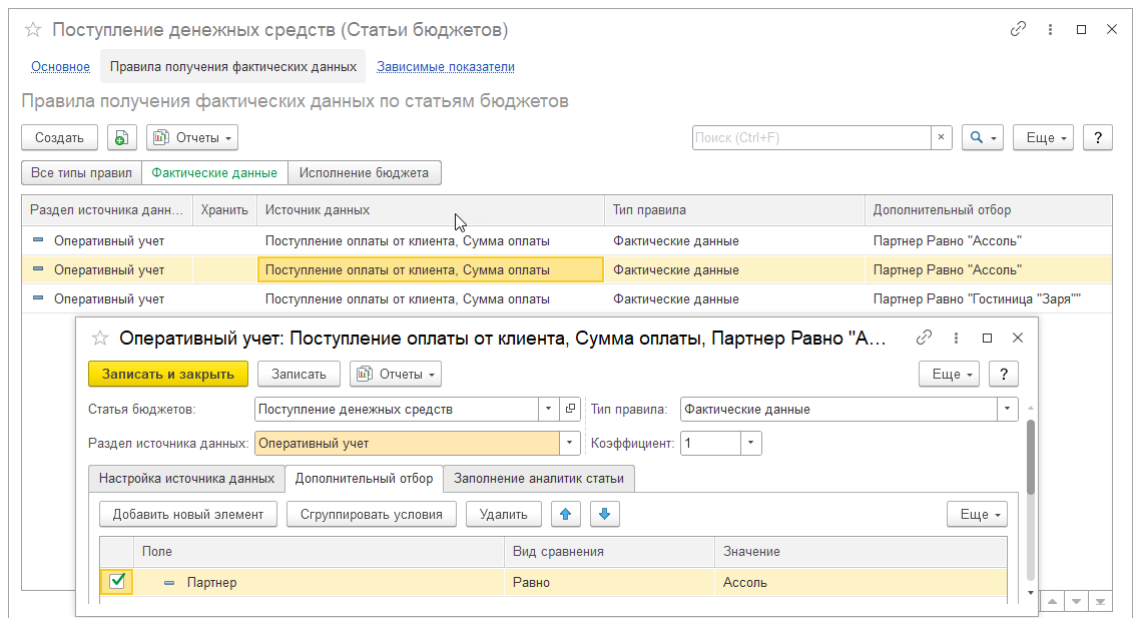 Поступление денежных средств (Статьи бюджетов)
Основное Правила получения фактических данных Зависимые показатели
Правила получения фактических данных по статьям бюджетов
Создать Отчеты Поиск (Ctrl+F) × Еще ?
Все типы правил Фактические данные Исполнение бюджета
Раздел источника данн... Хранить Источник данных Тип правила Дополнительный отбор
Оперативный учет Поступление оплаты от клиента, Сумма оплаты Фактические данные Партнер Равно "Ассоль"
Оперативный учет Поступление оплаты от клиента, Сумма оплаты Фактические данные Партнер Равно "Ассоль"
Оперативный учет Поступление оплаты от клиента, Сумма оплаты Фактические данные Партнер Равно "Гостиница "Заря""
Оперативный учет: Поступление оплаты от клиента, Сумма оплаты, Партнер Равно "А...
Записать и закрыть Записать Отчеты Еще ?
Статья бюджетов: Поступление денежных средств Тип правила: Фактические данные
Раздел источника данных: Оперативный учет Коэффициент: 1
Настройка источника данных Дополнительный отбор Заполнение аналитик статьи
Добавить новый элемент Сгруппировать условия Удалить Еще
Поле Вид сравнения Значение
Партнер Равно Ассоль